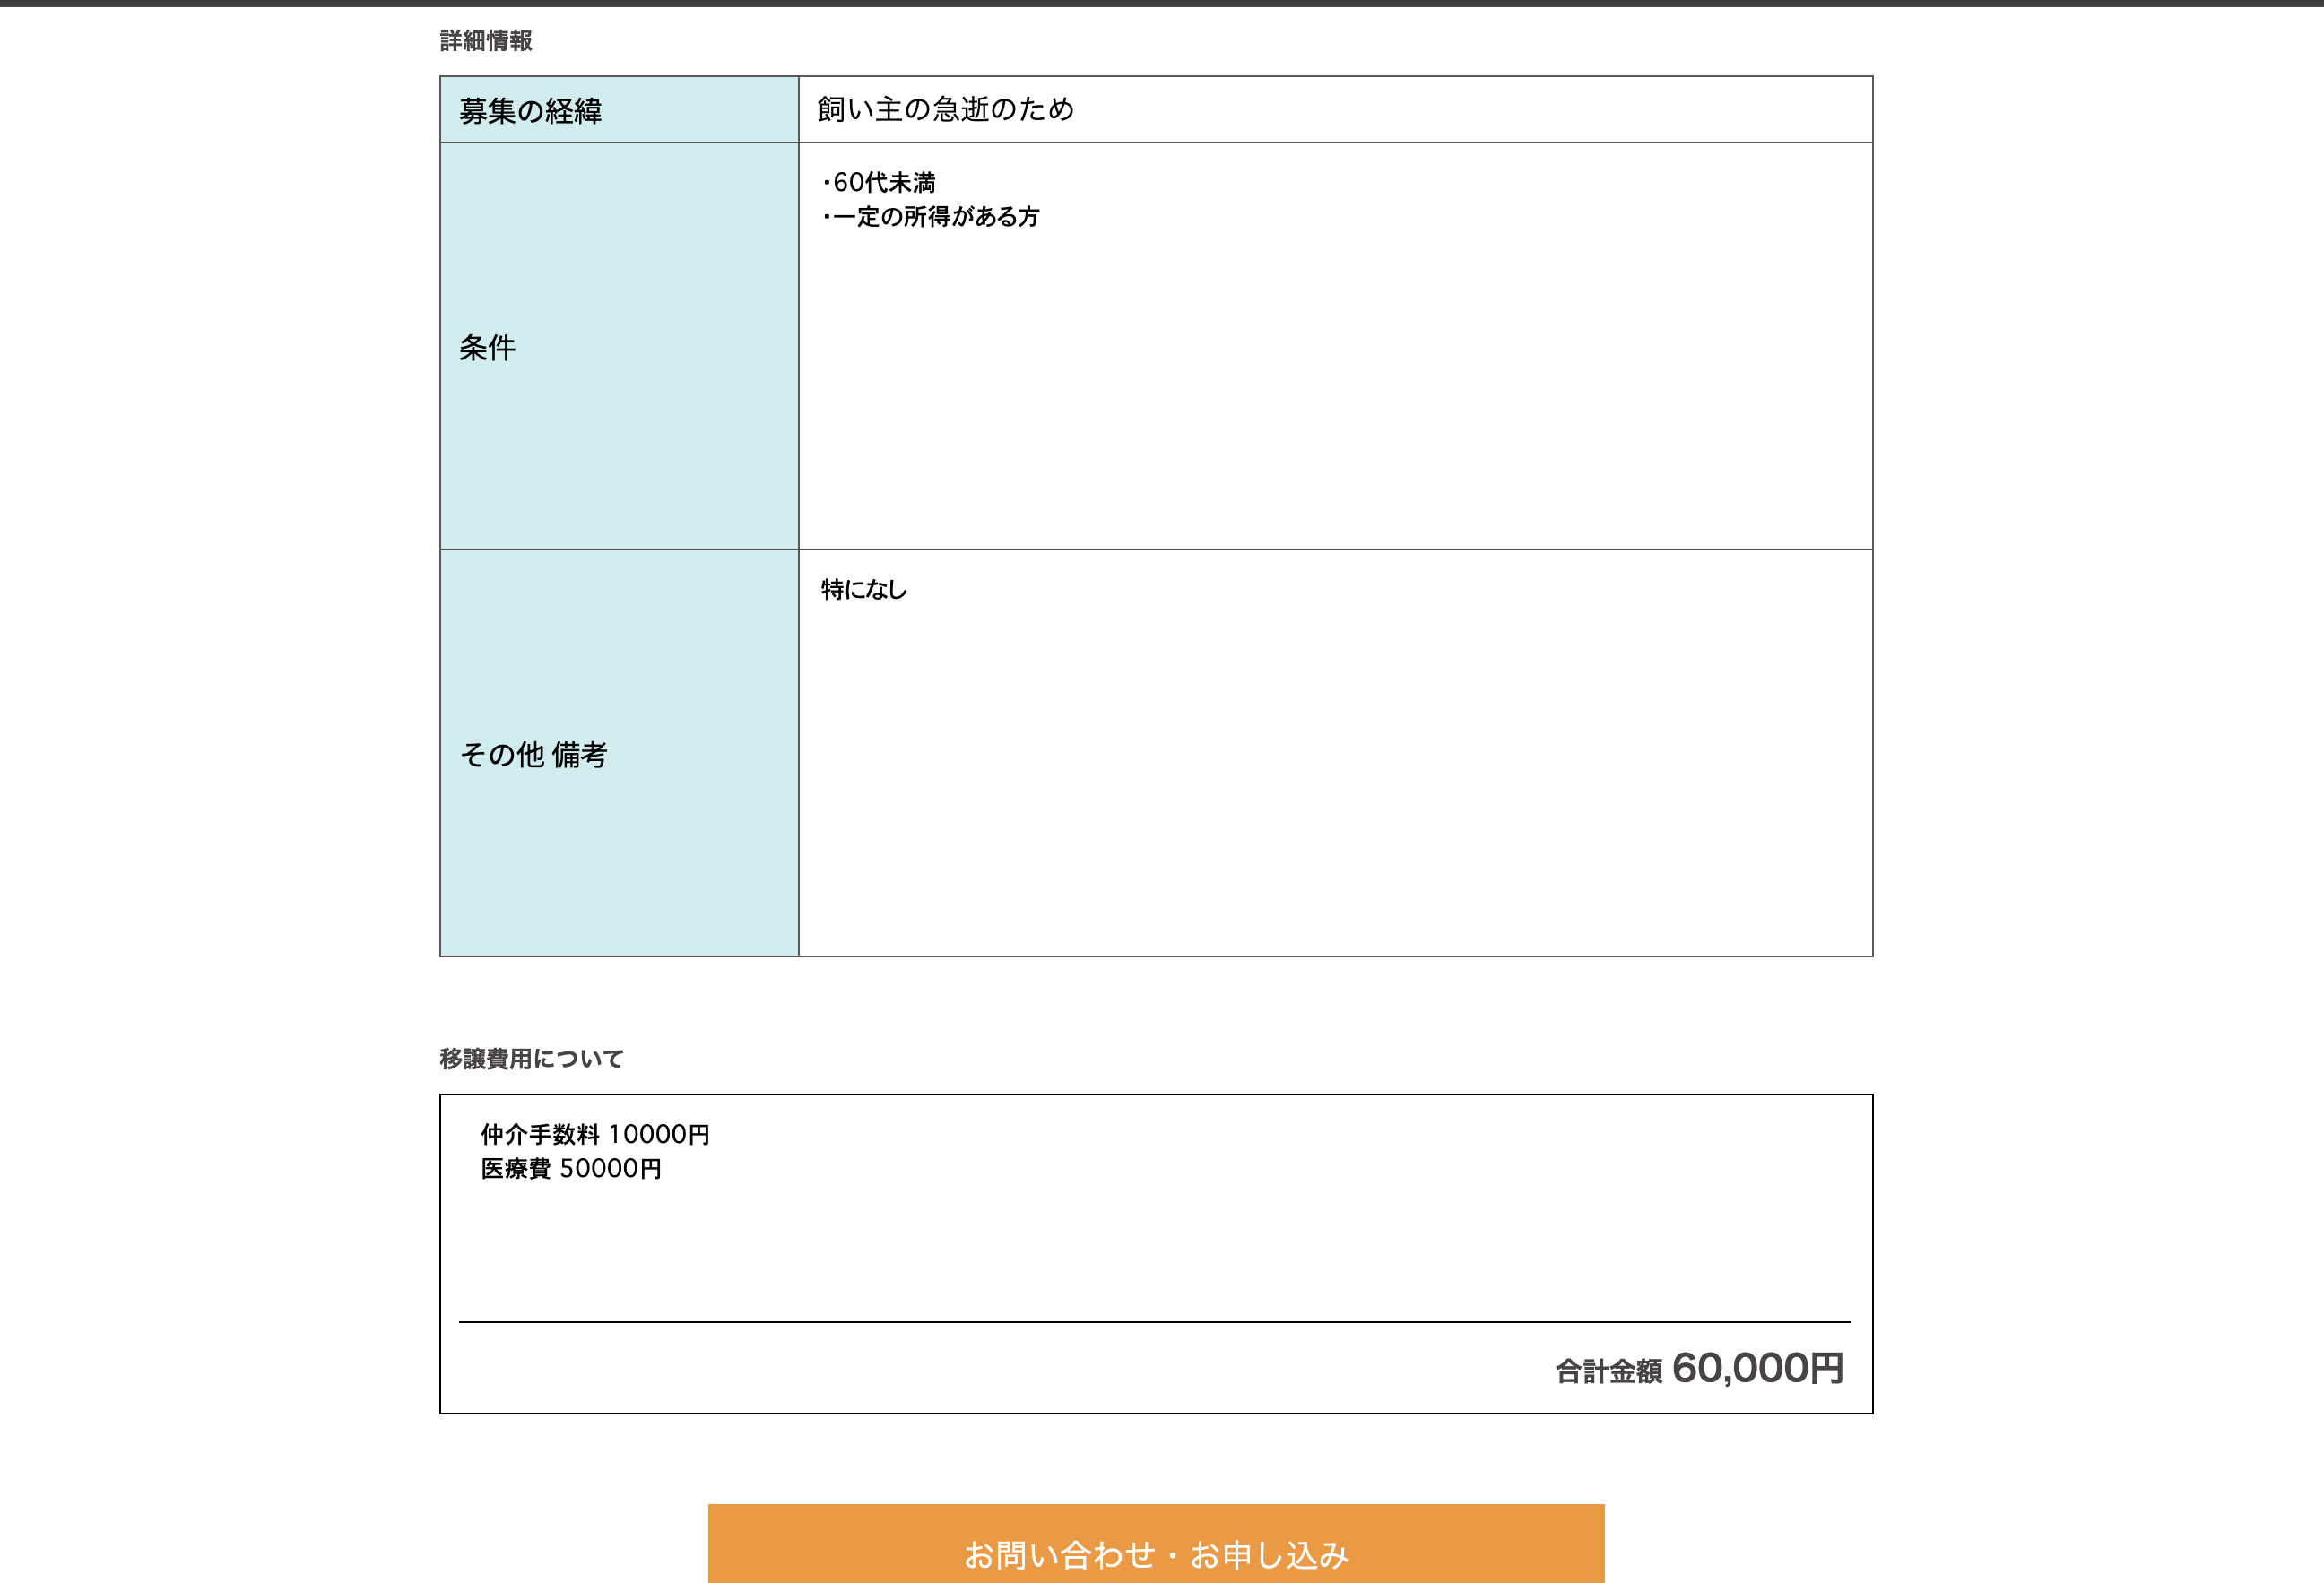 詳細情報
募集の経緯
飼い主の急逝のため
条件
・60代未満
・一定の所得がある方
その他 備考
特になし
移譲費用について
仲介手数料 10000円
医療費 50000円
合計金額 60,000円
お問い合わせ・お申し込み